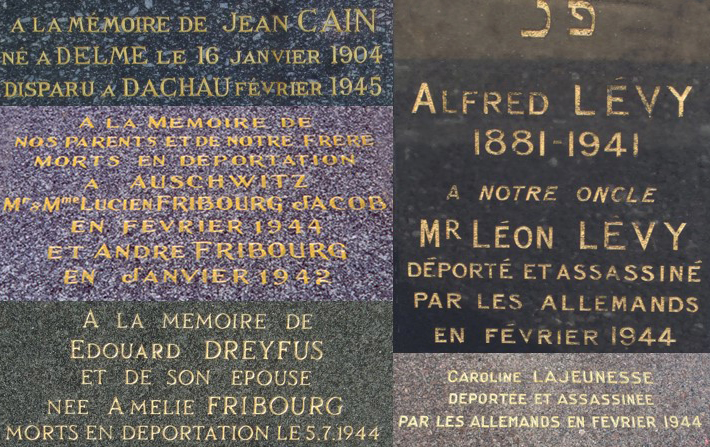 A LA MÉMOIRE DE JEAN CAIN
NÉ A DELME LE 16 JANVIER 1904
DISPARU A DACHAU FÉVRIER 1945
A LA MEMOIRE DE
NOS PARENTS ET DE NOTRE FRERE
MORTS EN DEPORTATION
A AUSCHWITZ
Mr & Mme LUCIEN FRIBOURG JACOB
EN FÉVRIER 1944
ET ANDRE FRIBOURG
EN JANVIER 1942
A LA MEMOIRE DE
EDOUARD DREYFUS
ET DE SON EPOUSE
NEE AMELIE FRIBOURG
MORTS EN DEPORTATION LE 5.7.1944
פ נ
ALFRED LÉVY
1881-1941
A NOTRE ONCLE
MR LÉON LÉVY
DÉPORTÉ ET ASSASSINÉ
PAR LES ALLEMANDS
EN FÉVRIER 1944
CAROLINE LAJEUNESSE
DEPORTEE ET ASSASSINEE
PAR LES ALLEMANDS EN FÉVRIER 1944